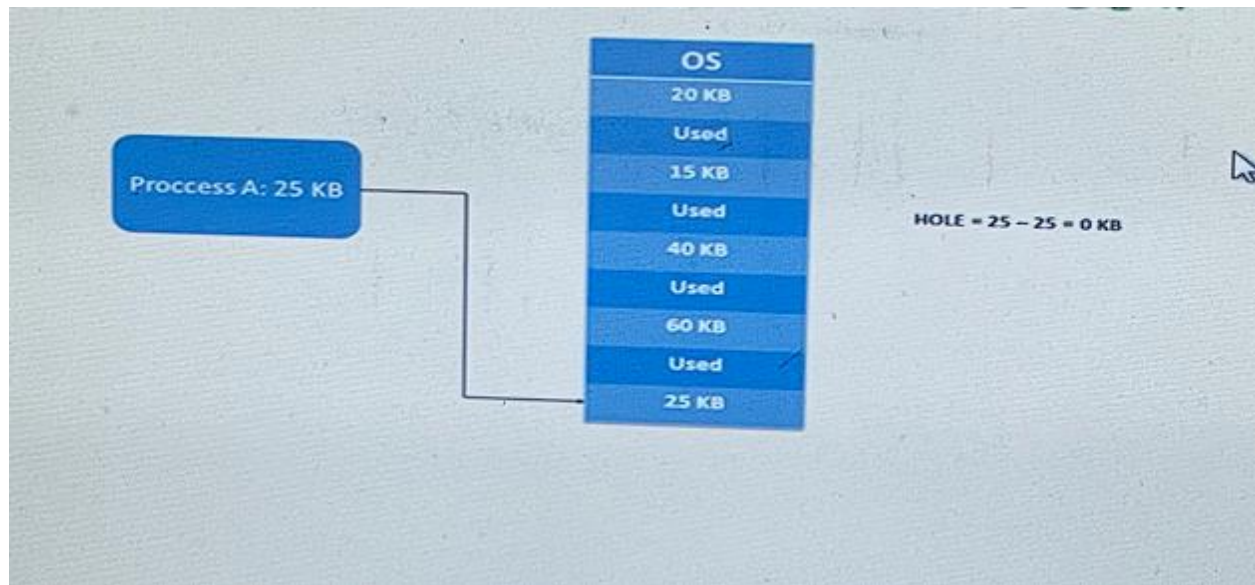 OS
20 KB
Used
Proccess A: 25 KB
15 KB
Used
HOLE = 25 – 25 = 0 KB
40 KB
Used
60 KB
Used
25 KB